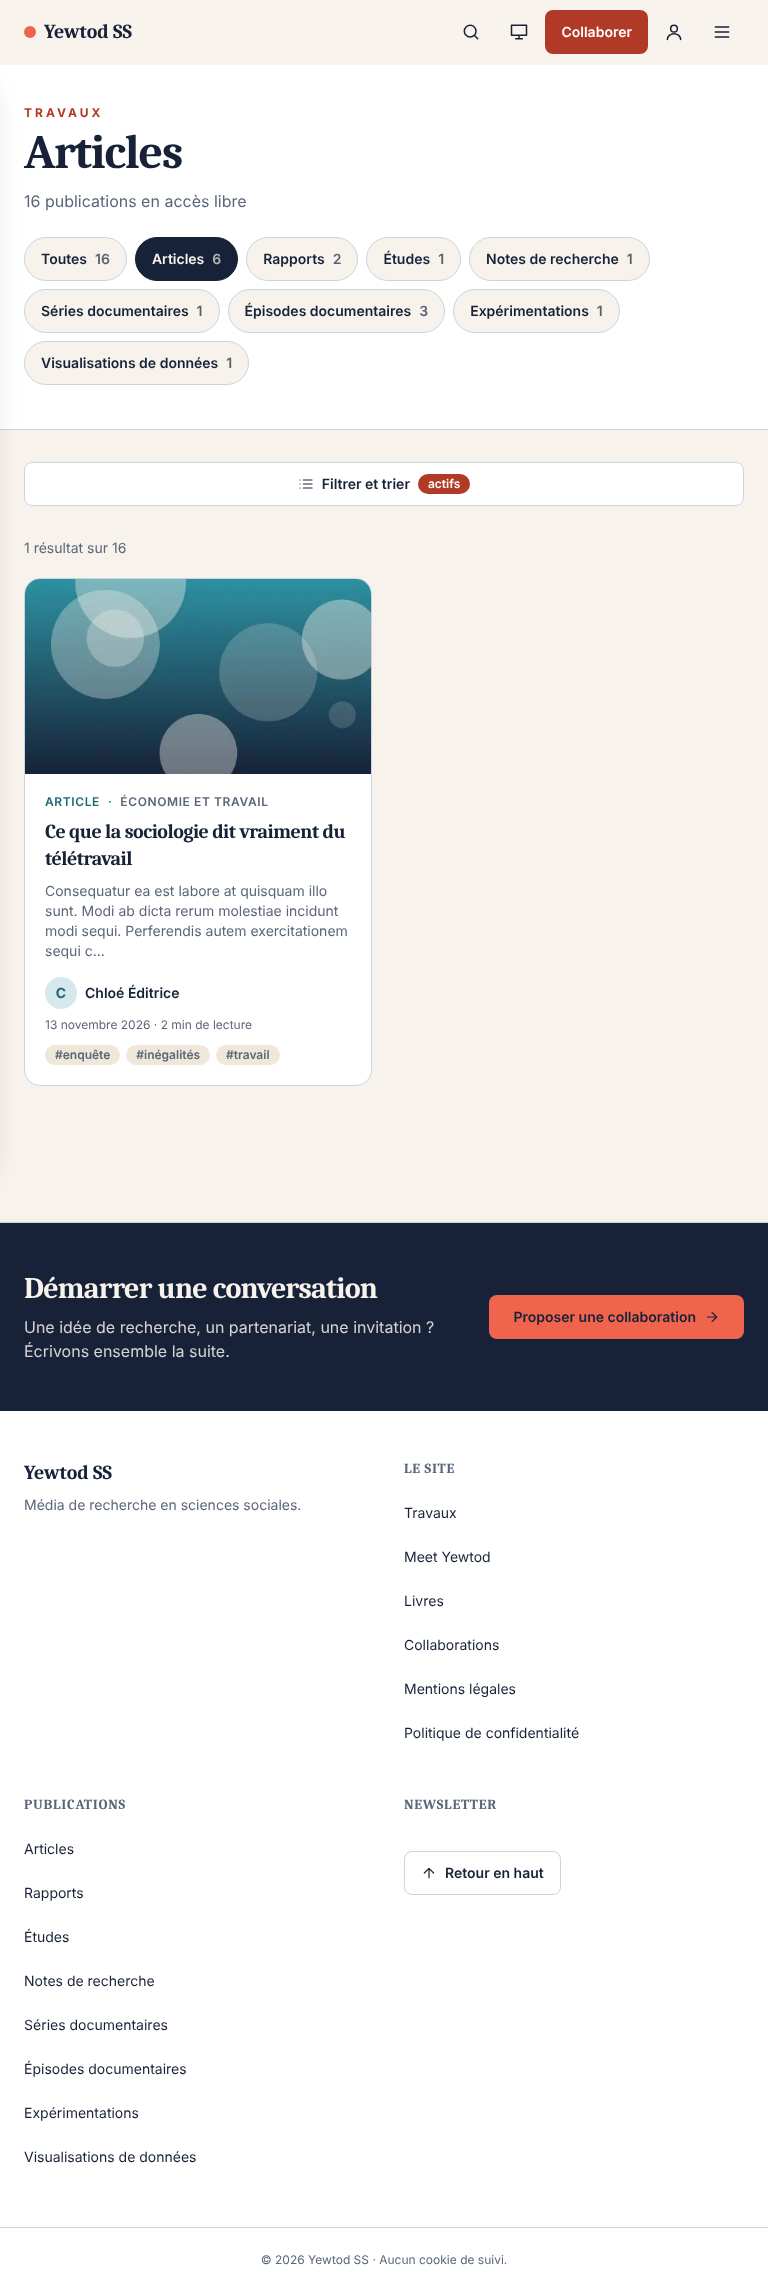 Yewtod SS
Collaborer
TRAVAUX
Articles
16 publications en accès libre
Toutes 16
Articles 6
Rapports 2
Études 1
Notes de recherche 1
Séries documentaires 1
Épisodes documentaires 3
Expérimentations 1
Visualisations de données 1
Filtrer et trier actifs
1 résultat sur 16
ARTICLE · ÉCONOMIE ET TRAVAIL
Ce que la sociologie dit vraiment du
télétravail
Consequatur ea est labore at quisquam illo
sunt. Modi ab dicta rerum molestiae incidunt
modi sequi. Perferendis autem exercitationem
sequi c...
C Chloé Éditrice
13 novembre 2026 · 2 min de lecture
#enquête #inégalités #travail
Démarrer une conversation
Une idée de recherche, un partenariat, une invitation ?
Écrivons ensemble la suite.
Proposer une collaboration →
Yewtod SS
Média de recherche en sciences sociales.
LE SITE
Travaux
Meet Yewtod
Livres
Collaborations
Mentions légales
Politique de confidentialité
PUBLICATIONS
Articles
Rapports
Études
Notes de recherche
Séries documentaires
Épisodes documentaires
Expérimentations
Visualisations de données
NEWSLETTER
↑ Retour en haut
© 2026 Yewtod SS · Aucun cookie de suivi.